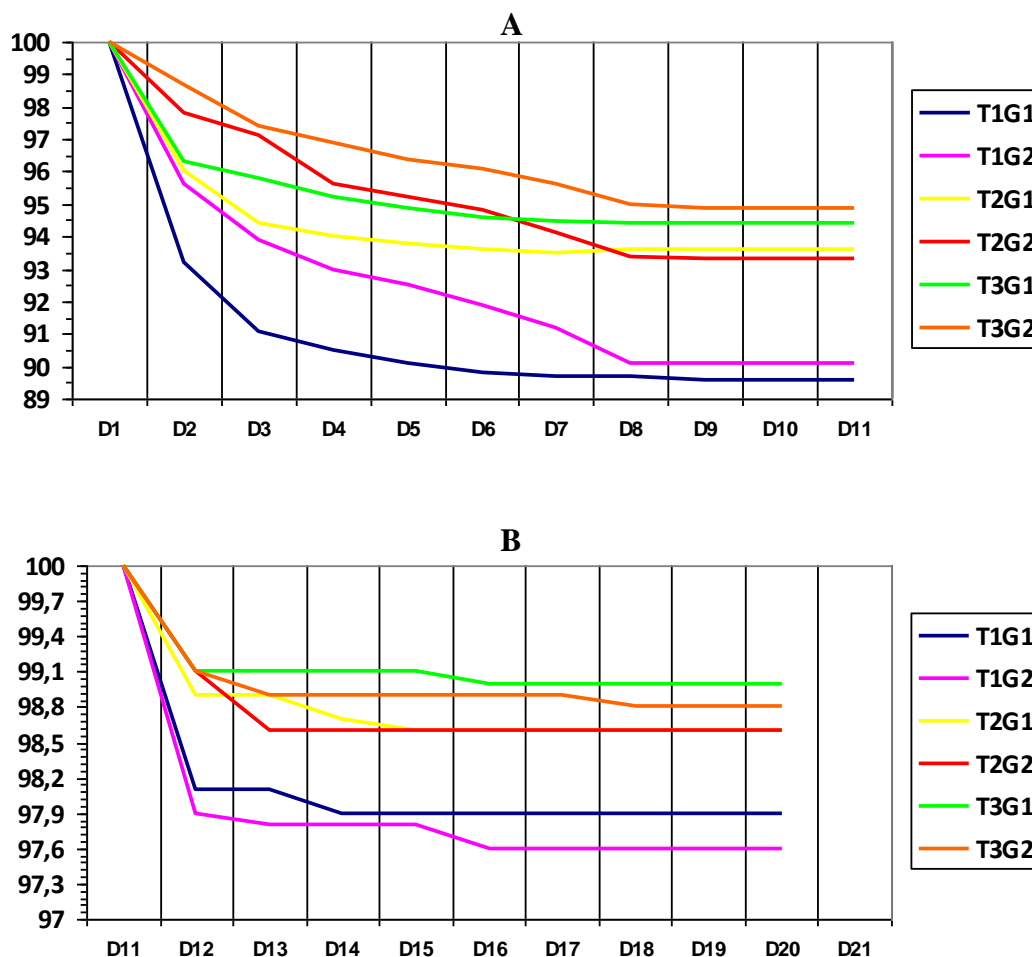 A
100
99
98
97
96
95
94
93
92
91
90
89
D1 D2 D3 D4 D5 D6 D7 D8 D9 D10 D11
T1G1
T1G2
T2G1
T2G2
T3G1
T3G2
B
100
99,7
99,4
99,1
98,8
98,5
98,2
97,9
97,6
97,3
97
D11 D12 D13 D14 D15 D16 D17 D18 D19 D20 D21
T1G1
T1G2
T2G1
T2G2
T3G1
T3G2